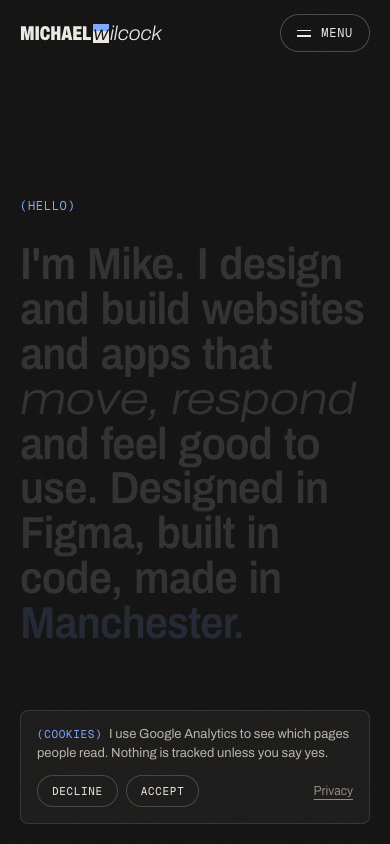 MICHAELWilcock
MENU
(HELLO)
I'm Mike. I design
and build websites
and apps that
move, respond
and feel good to
use. Designed in
Figma, built in
code, made in
Manchester.
(COOKIES) I use Google Analytics to see which pages
people read. Nothing is tracked unless you say yes.
DECLINE
ACCEPT
Privacy